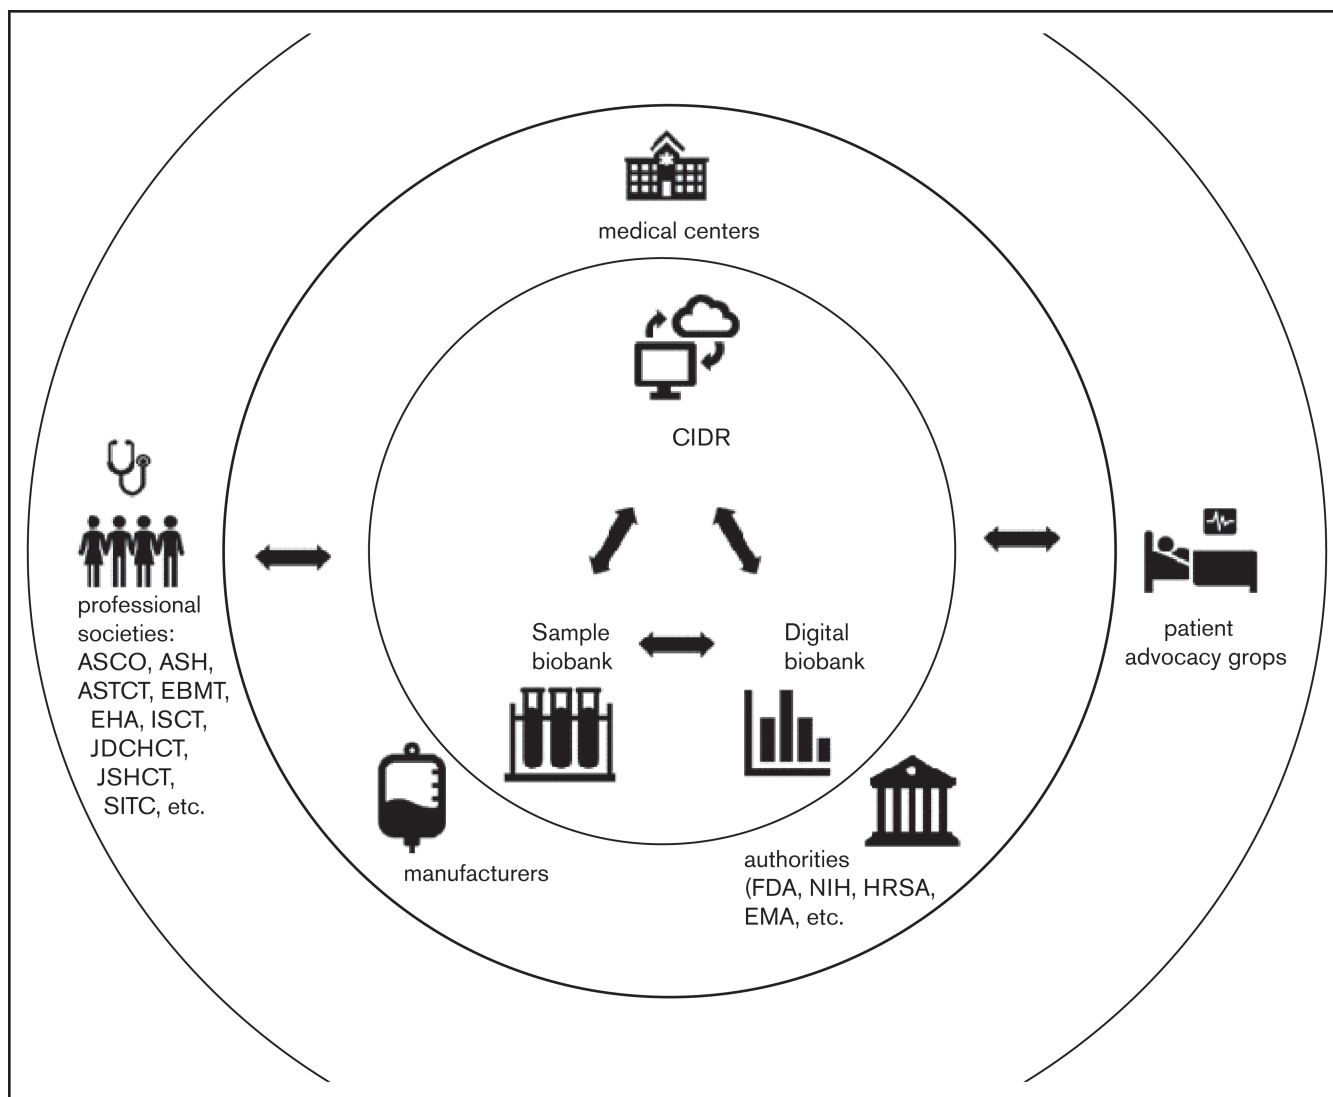 medical centers
CIDR
professional
societies:
ASCO, ASH,
ASTCT, EBMT,
EHA, ISCT,
JDCHCT,
JSHCT,
SITC, etc.
Sample
biobank
Digital
biobank
patient
advocacy grops
manufacturers
authorities
(FDA, NIH, HRSA,
EMA, etc.